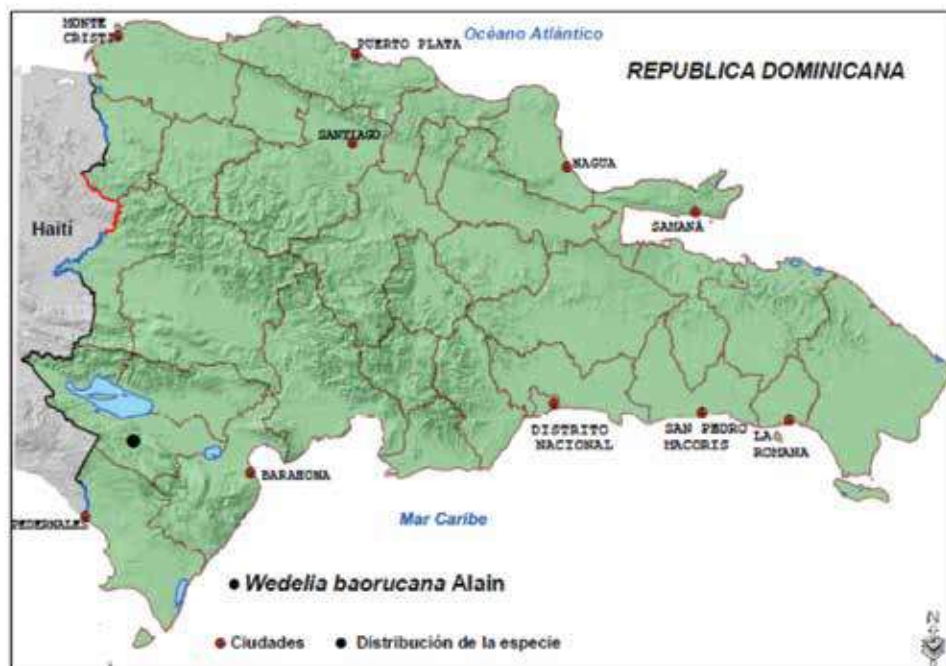 MONTE
CRISTI
PUERTO PLATA
Océano Atlántico
REPUBLICA DOMINICANA
SANTIAGO
NAGUA
SAMANÁ
Haití
DISTRITO
NACIONAL
SAN PEDRO
MACORIS
LA
ROMANA
BARAHONA
PEDERNALES
Mar Caribe
Wedelia baorucana Alain
Ciudades
Distribución de la especie